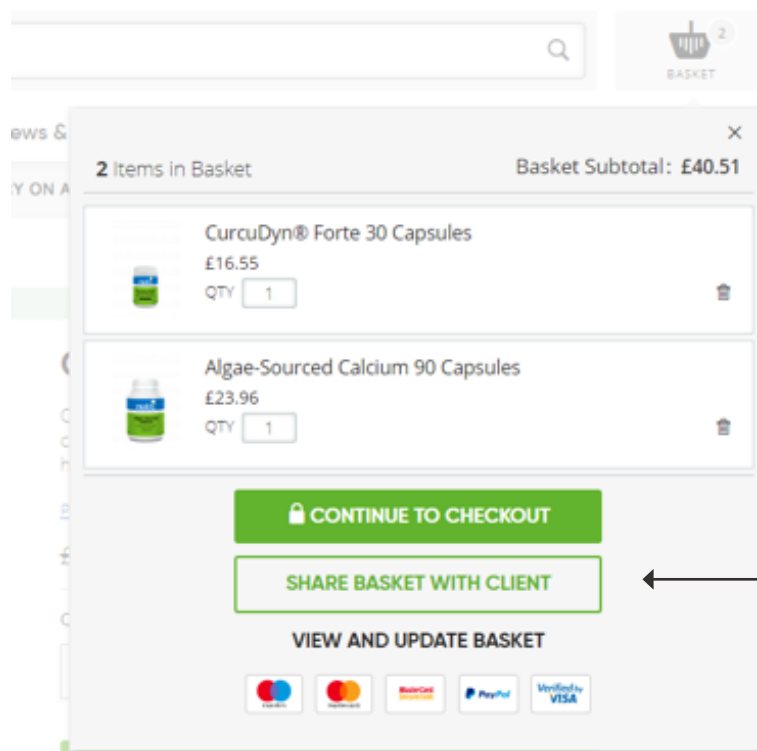 2
BASKET
ews &
2 Items in Basket
Basket Subtotal: £40.51
Y ON A
CurcuDyn® Forte 30 Capsules
£16.55
QTY 1
Algae-Sourced Calcium 90 Capsules
£23.96
QTY 1
CONTINUE TO CHECKOUT
SHARE BASKET WITH CLIENT
VIEW AND UPDATE BASKET
PayPal
Verified by
VISA